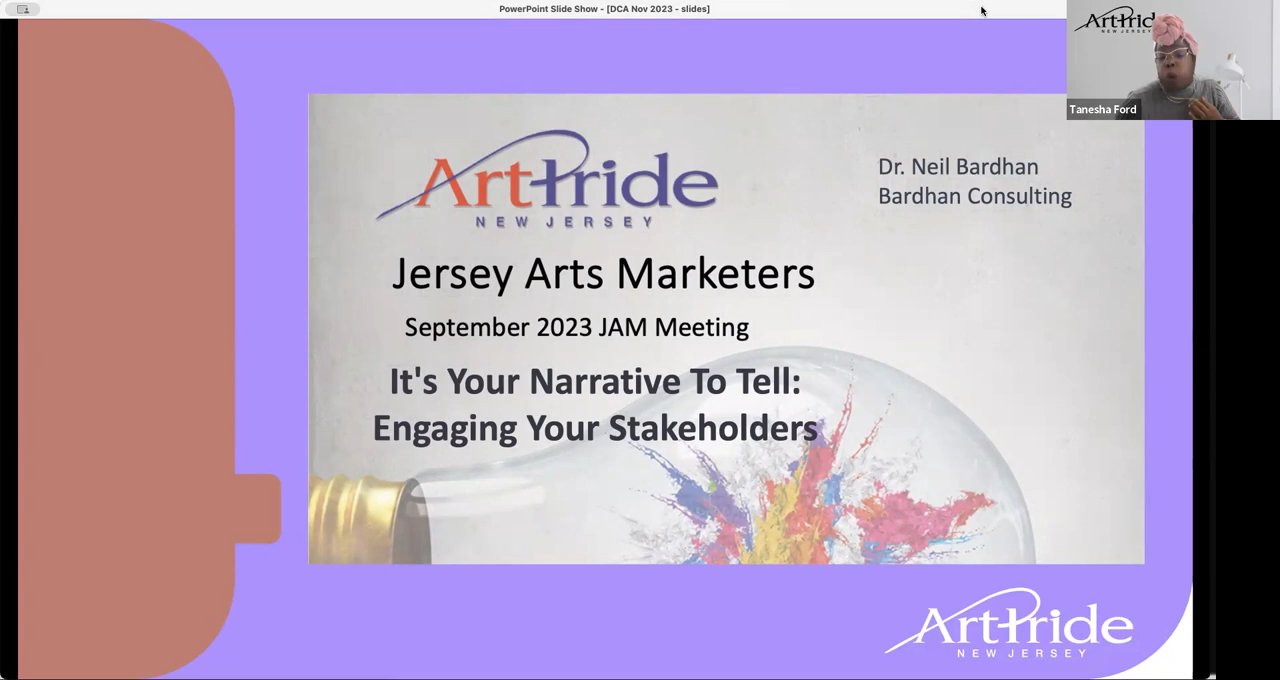 PowerPoint Slide Show - [DCA Nov 2023 - slides]
ArtPride
NEW JERSEY
Tanesha Ford
ArtPride
NEW JERSEY
Dr. Neil Bardhan
Bardhan Consulting
Jersey Arts Marketers
September 2023 JAM Meeting
It's Your Narrative To Tell:
Engaging Your Stakeholders
ArtPride
NEW JERSEY